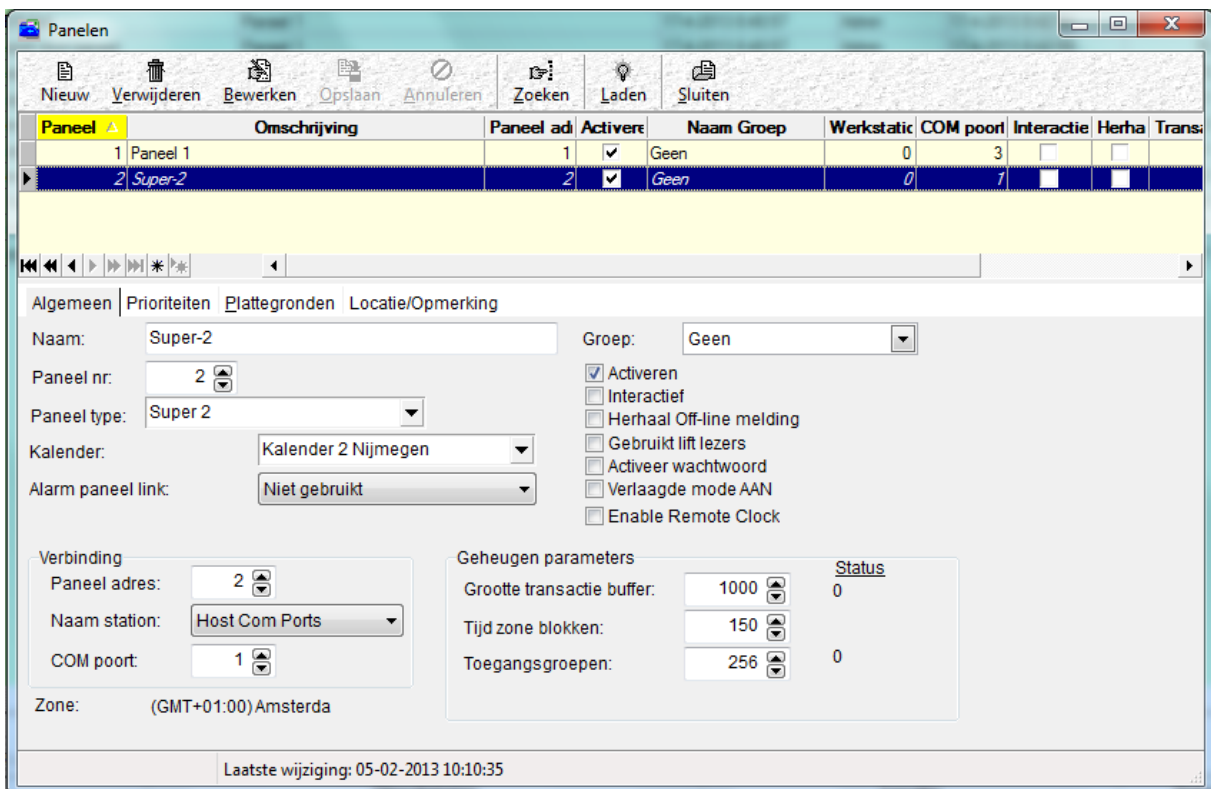 Panelen
Nieuw Verwijderen Bewerken Opslaan Annuleren Zoeken Laden Sluiten
Paneel Omschrijving Paneel ad Activere Naam Groep Werkstatic COM poort Interactie Herha Transa
1 Paneel 1 1 Geen 0 3
2 Super-2 2 Geen 0 1
Algemeen Prioriteiten Plattegronden Locatie/Opmerking
Naam: Super-2
Groep: Geen
Paneel nr: 2
Activeren
Interactief
Paneel type: Super 2
Herhaal Off-line melding
Gebruikt lift lezers
Kalender: Kalender 2 Nijmegen
Activeer wachtwoord
Alarm paneel link: Niet gebruikt
Verlaagde mode AAN
Enable Remote Clock
Verbinding
Paneel adres: 2
Naam station: Host Com Ports
COM poort: 1
Geheugen parameters
Status
Grootte transactie buffer: 1000 0
Tijd zone blokken: 150
Toegangsgroepen: 256 0
Zone: (GMT+01:00) Amsterda
Laatste wijziging: 05-02-2013 10:10:35